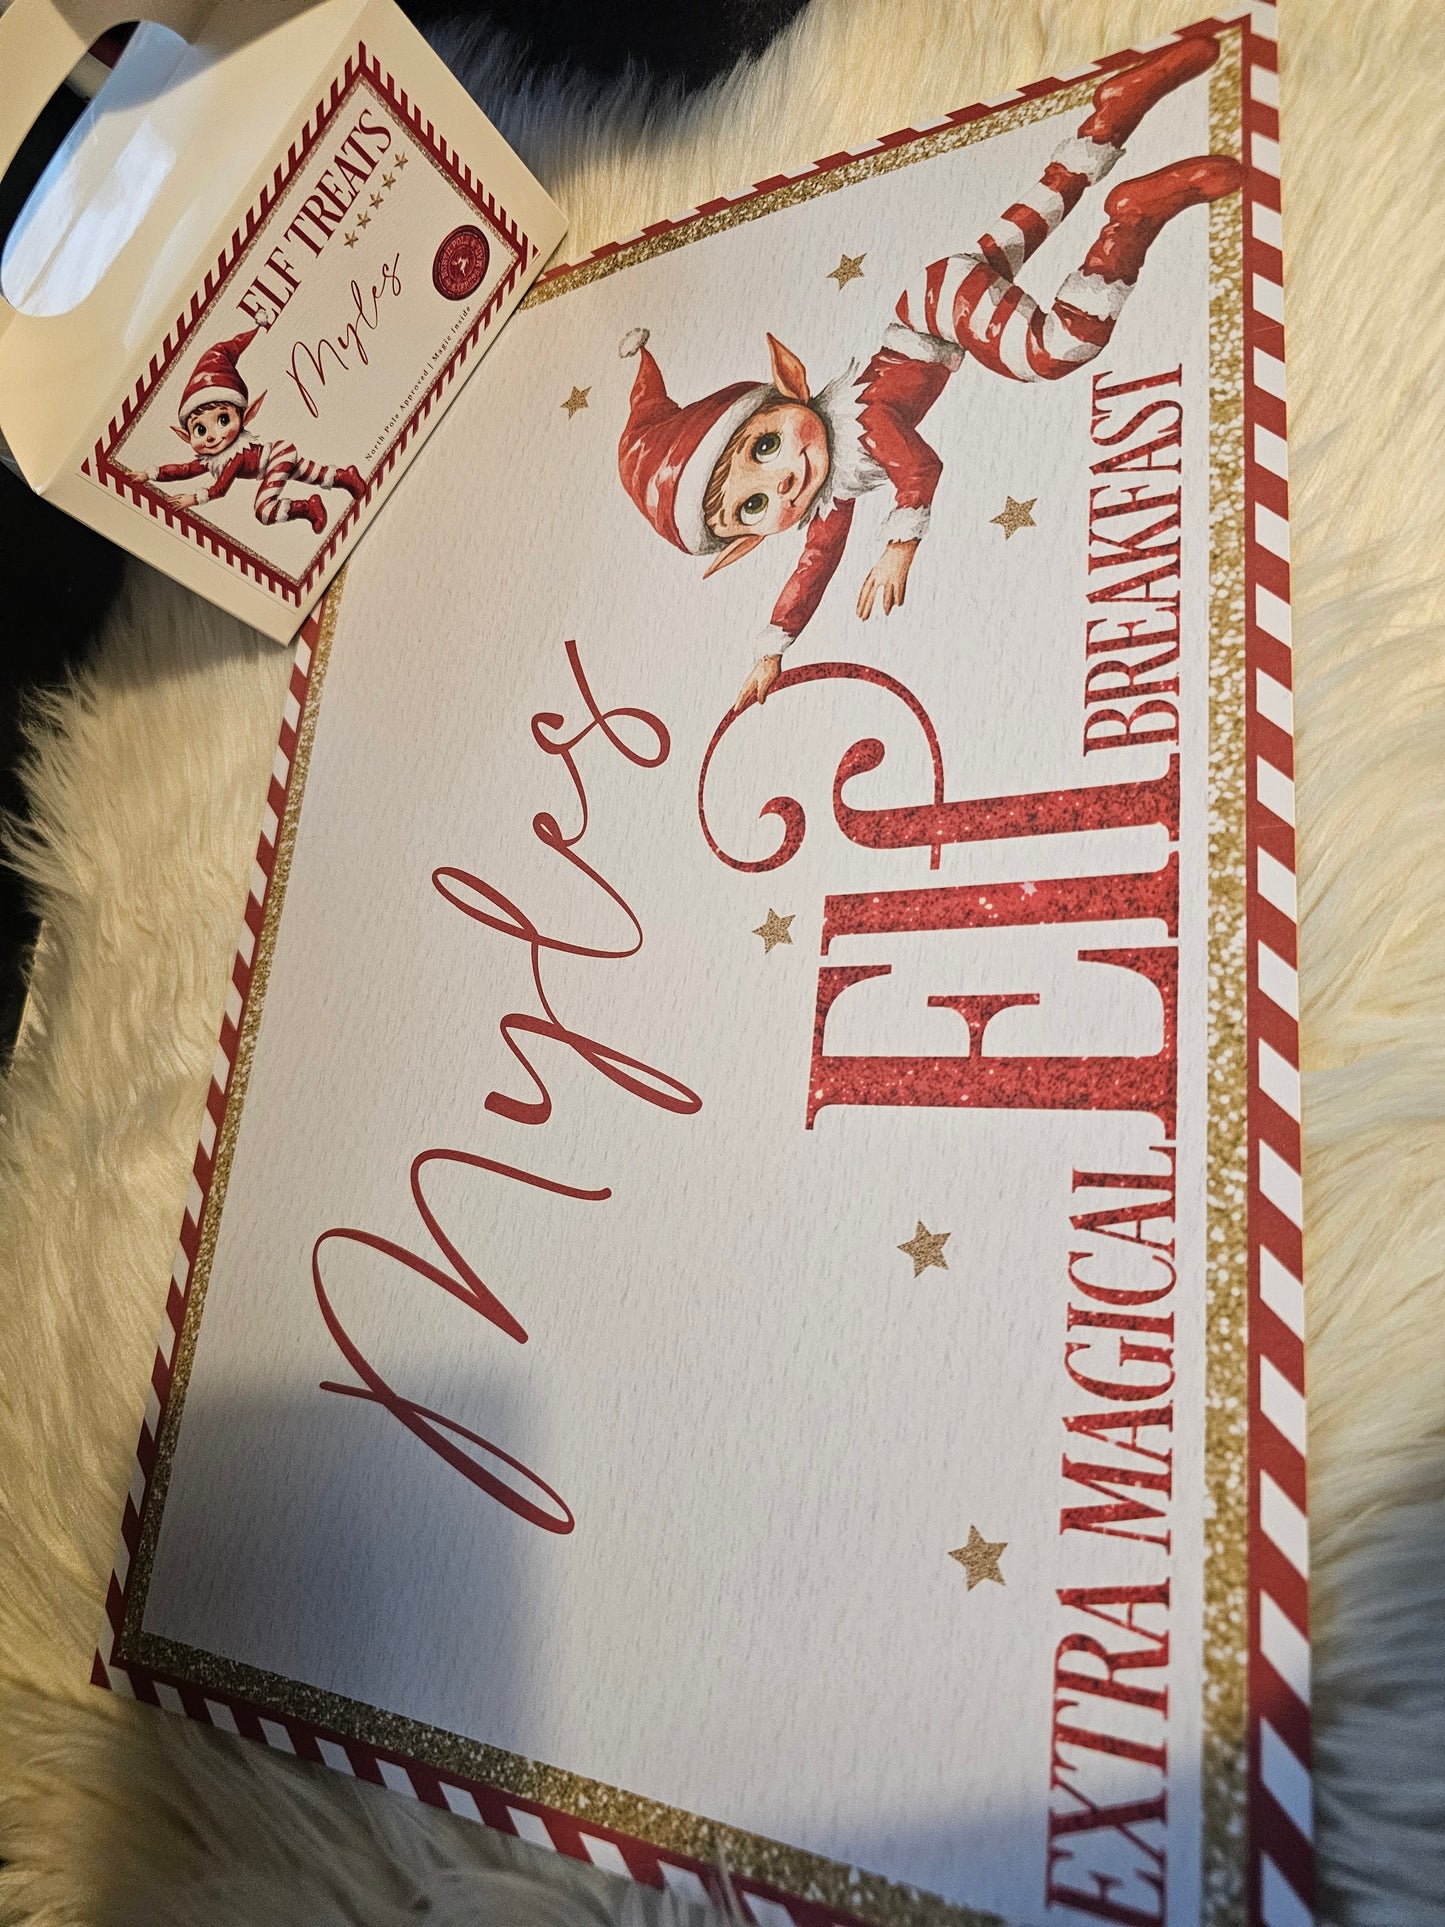 ELF TREATS
Myles
North Pole Approved | Magic Inside
Myles
EXTRA MAGICAL Elf BREAKFAST